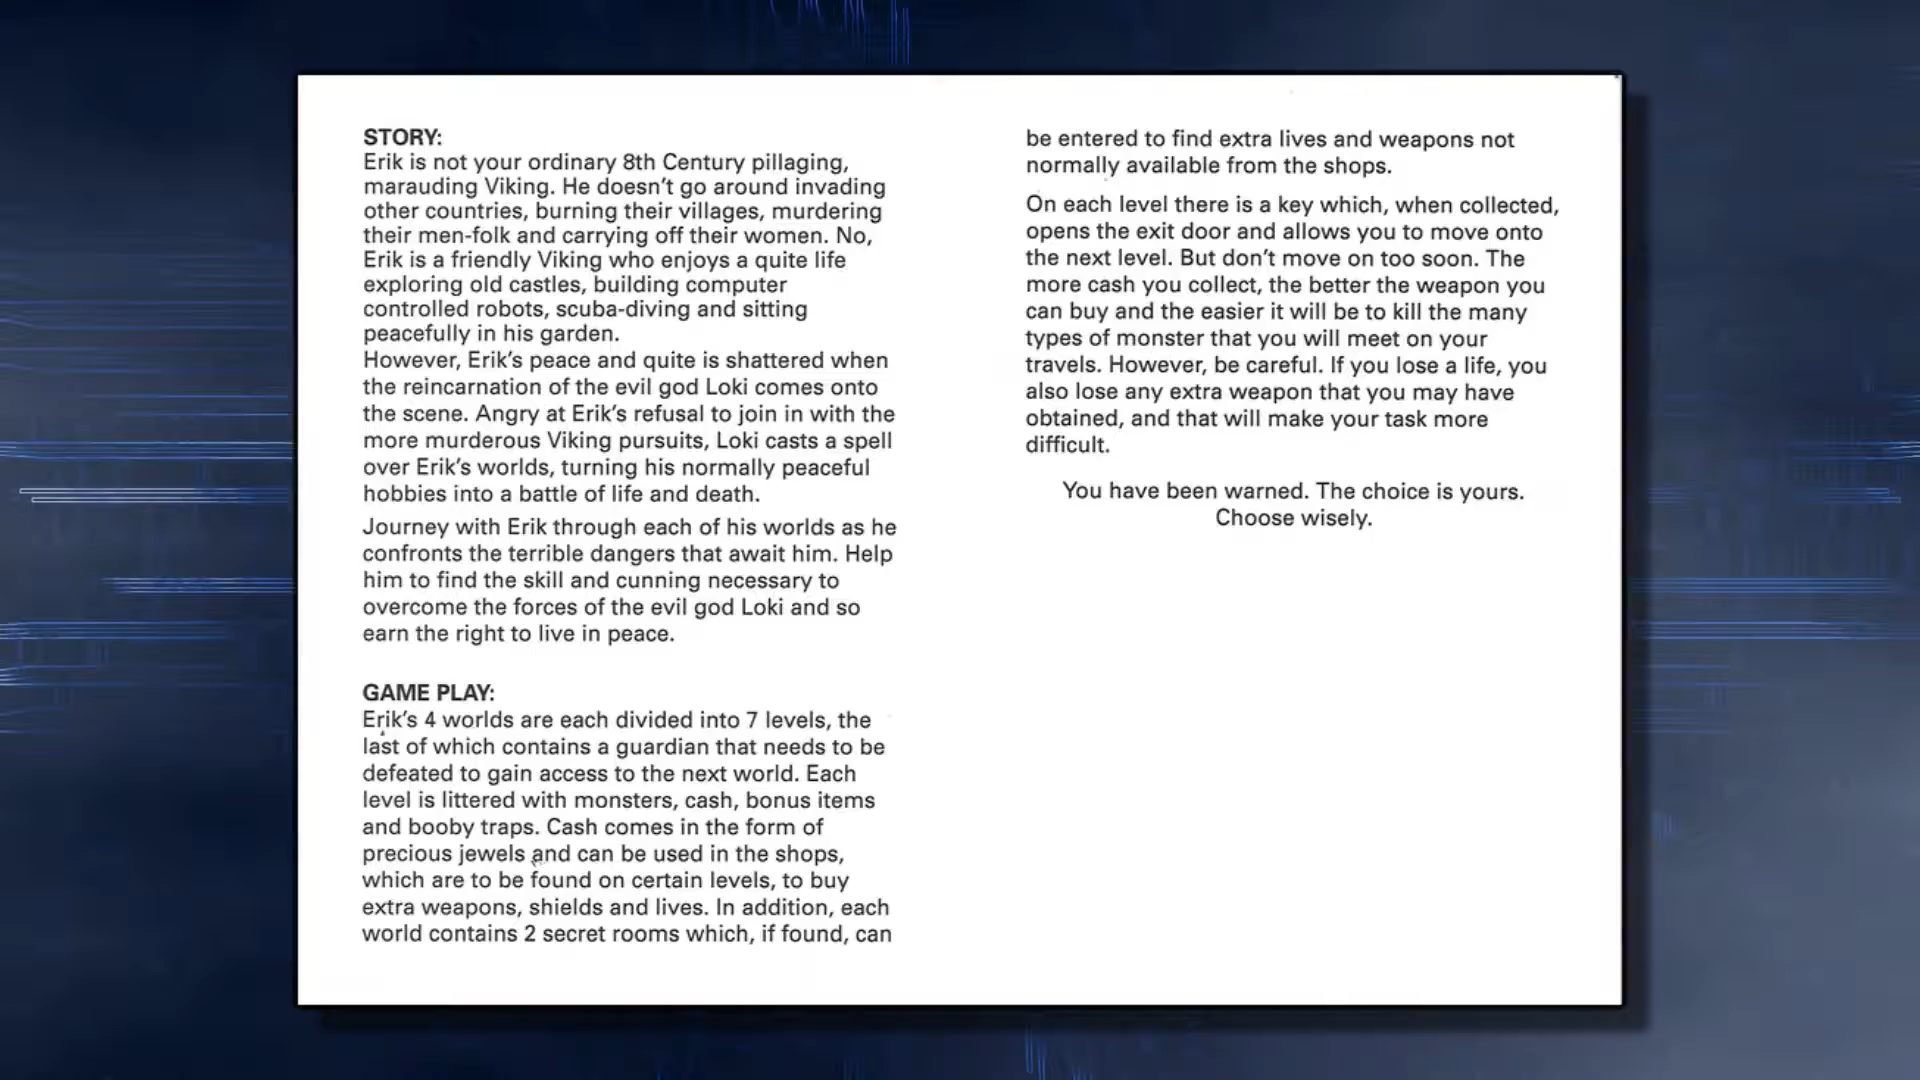 STORY:
Erik is not your ordinary 8th Century pillaging,
marauding Viking. He doesn't go around invading
other countries, burning their villages, murdering
their men-folk and carrying off their women. No,
Erik is a friendly Viking who enjoys a quite life
exploring old castles, building computer
controlled robots, scuba-diving and sitting
peacefully in his garden.
However, Erik's peace and quite is shattered when
the reincarnation of the evil god Loki comes onto
the scene. Angry at Erik's refusal to join in with the
more murderous Viking pursuits, Loki casts a spell
over Erik's worlds, turning his normally peaceful
hobbies into a battle of life and death.
Journey with Erik through each of his worlds as he
confronts the terrible dangers that await him. Help
him to find the skill and cunning necessary to
overcome the forces of the evil god Loki and so
earn the right to live in peace.
GAME PLAY:
Erik's 4 worlds are each divided into 7 levels, the
last of which contains a guardian that needs to be
defeated to gain access to the next world. Each
level is littered with monsters, cash, bonus items
and booby traps. Cash comes in the form of
precious jewels and can be used in the shops,
which are to be found on certain levels, to buy
extra weapons, shields and lives. In addition, each
world contains 2 secret rooms which, if found, can
be entered to find extra lives and weapons not
normally available from the shops.
On each level there is a key which, when collected,
opens the exit door and allows you to move onto
the next level. But don't move on too soon. The
more cash you collect, the better the weapon you
can buy and the easier it will be to kill the many
types of monster that you will meet on your
travels. However, be careful. If you lose a life, you
also lose any extra weapon that you may have
obtained, and that will make your task more
difficult.
You have been warned. The choice is yours.
Choose wisely.